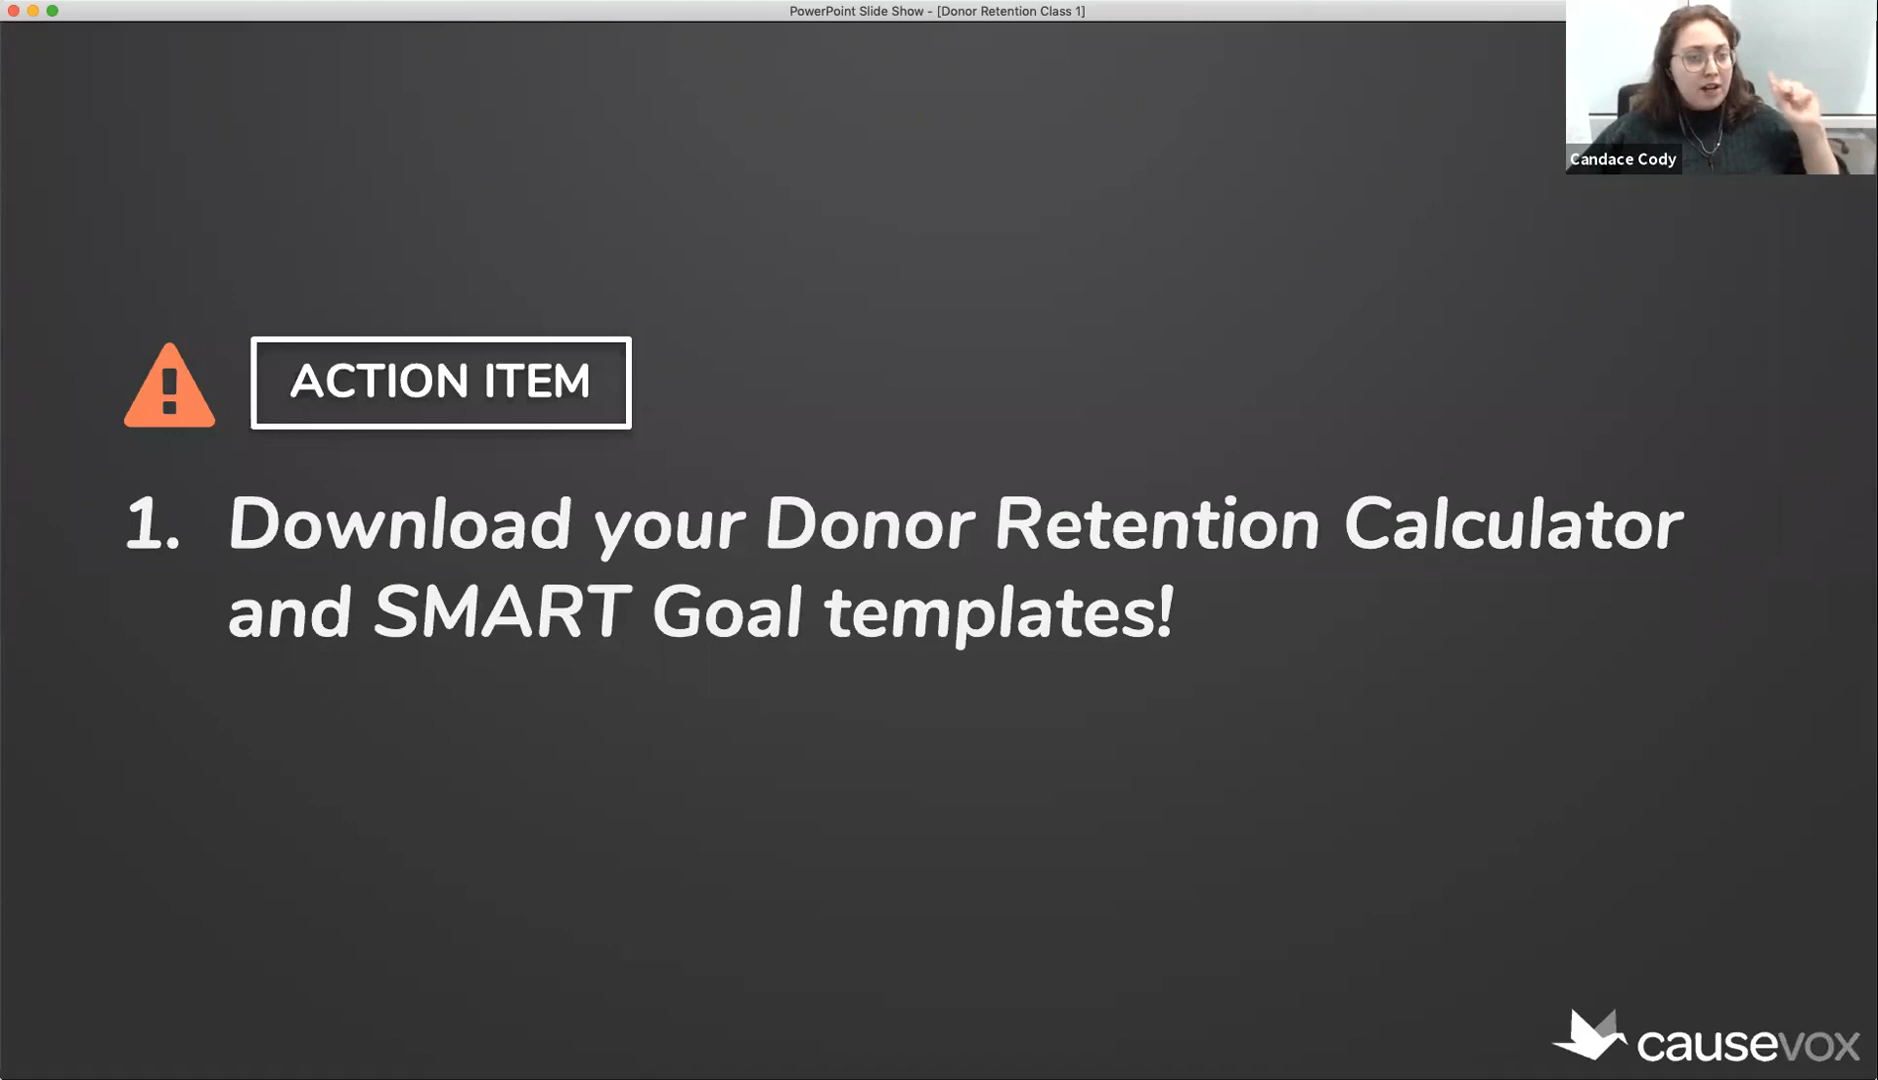 PowerPoint Slide Show - [Donor Retention Class 1]
Candace Cody
ACTION ITEM
1. Download your Donor Retention Calculator
and SMART Goal templates!
causevox